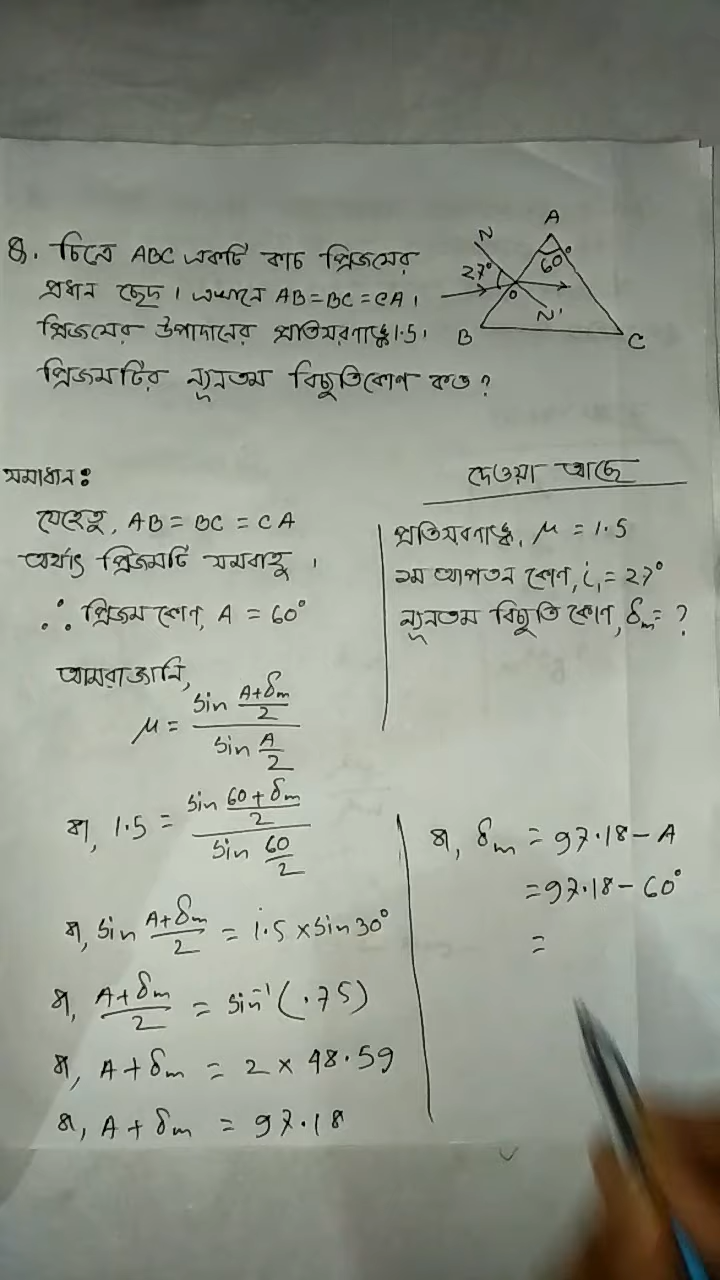 প্র. চিত্রে ABC একটি কাচ প্রিজমের
প্রধান ছেদ। এখানে AB = BC = CA।
প্রিজমের উপাদানের প্রতিসরণাঙ্ক 1.5।
প্রিজমটির ন্যূনতম বিচ্যুতিকোণ কত?
A
N
60°
27°
O
N'
B
C
সমাধান:
যেহেতু, AB = BC = CA
অর্থাৎ প্রিজমটি সমবাহু।
∴ প্রিজম কোণ, A = 60°
আমরা জানি,
μ = sin (A+δm)/2 / sin A/2
বা, 1.5 = sin (60+δm)/2 / sin 60/2
বা, sin (A+δm)/2 = 1.5 × sin 30°
বা, (A+δm)/2 = sin⁻¹ (.75)
বা, A + δm = 2 × 48.59
বা, A + δm = 97.18
দেওয়া আছে
প্রতিসরণাঙ্ক, μ = 1.5
১ম আপতন কোণ, i₁ = 27°
ন্যূনতম বিচ্যুতি কোণ, δm = ?
বা, δm = 97.18 − A
= 97.18 − 60°
=